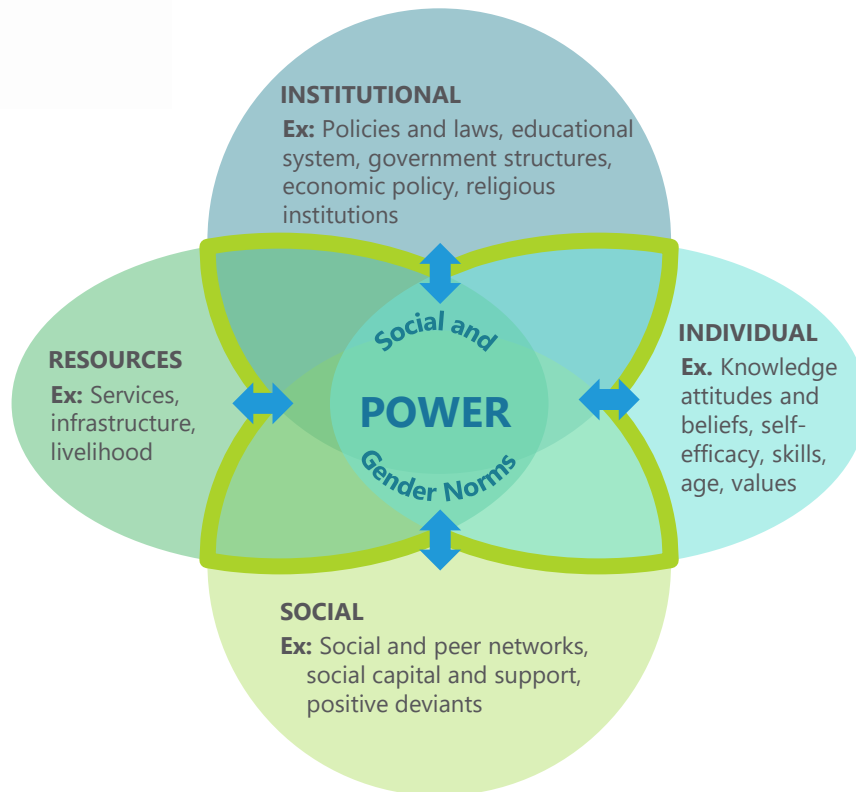 INSTITUTIONAL
Ex: Policies and laws, educational
system, government structures,
economic policy, religious
institutions
RESOURCES
Ex: Services,
infrastructure,
livelihood
Social and
POWER
Gender Norms
INDIVIDUAL
Ex. Knowledge
attitudes and
beliefs, self-
efficacy, skills,
age, values
SOCIAL
Ex: Social and peer networks,
social capital and support,
positive deviants